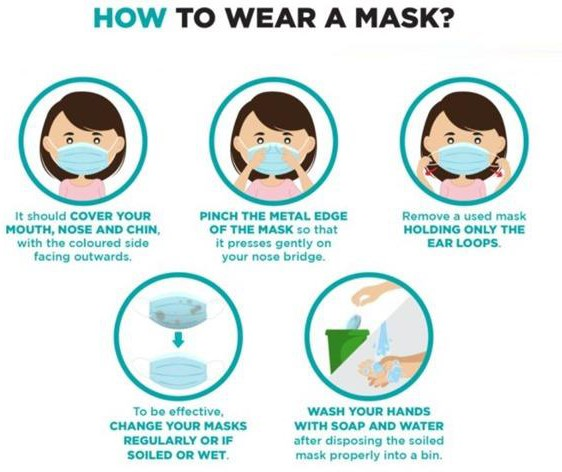 HOW TO WEAR A MASK?
It should COVER YOUR
MOUTH, NOSE AND CHIN,
with the coloured side
facing outwards.
PINCH THE METAL EDGE
OF THE MASK so that
it presses gently on
your nose bridge.
Remove a used mask
HOLDING ONLY THE
EAR LOOPS.
To be effective,
CHANGE YOUR MASKS
REGULARLY OR IF
SOILED OR WET.
WASH YOUR HANDS
WITH SOAP AND WATER
after disposing the soiled
mask properly into a bin.